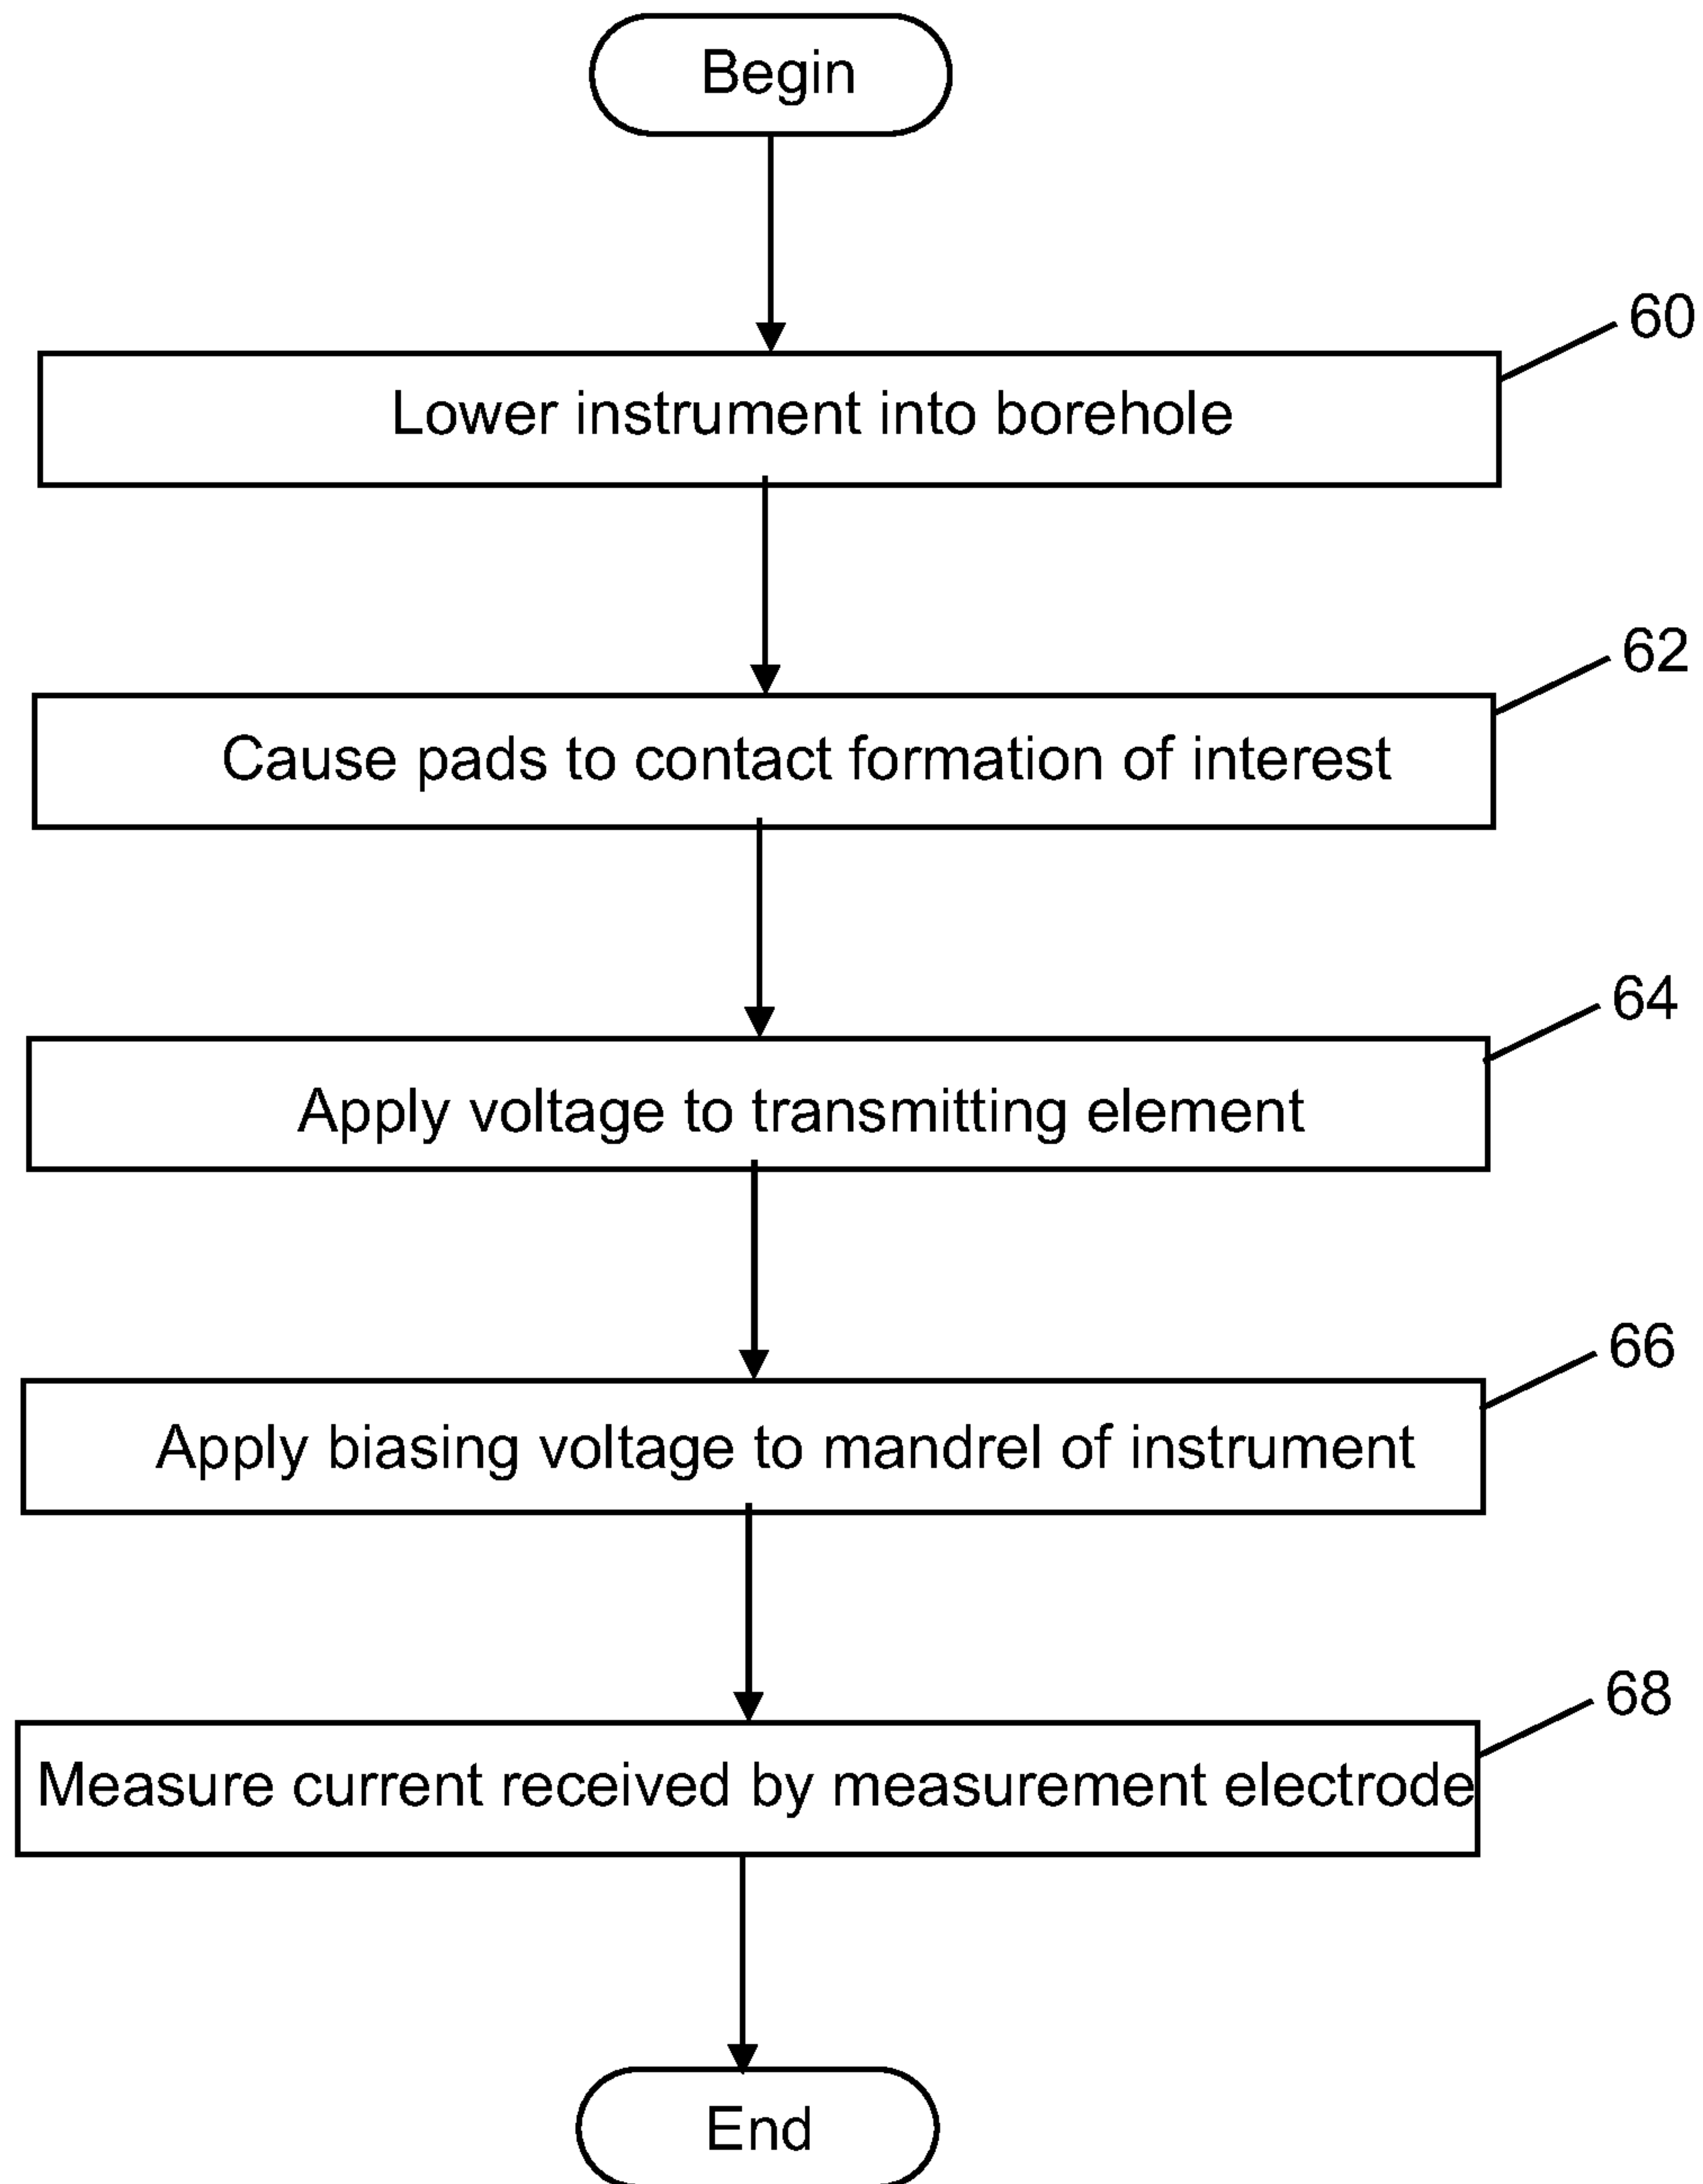 Begin
60
Lower instrument into borehole
62
Cause pads to contact formation of interest
64
Apply voltage to transmitting element
66
Apply biasing voltage to mandrel of instrument
68
Measure current received by measurement electrode
End